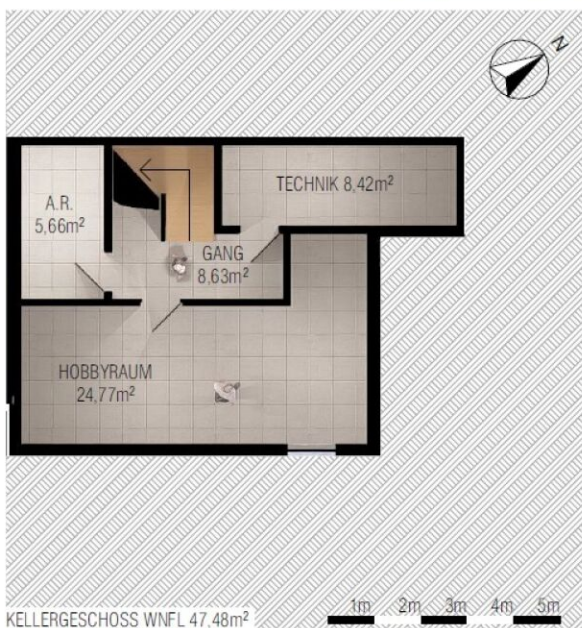 N
TECHNIK 8,42m²
A.R.
5,66m²
GANG
8,63m²
HOBBYRAUM
24,77m²
1m 2m 3m 4m 5m
KELLERGESCHOSS WNFL 47,48m²